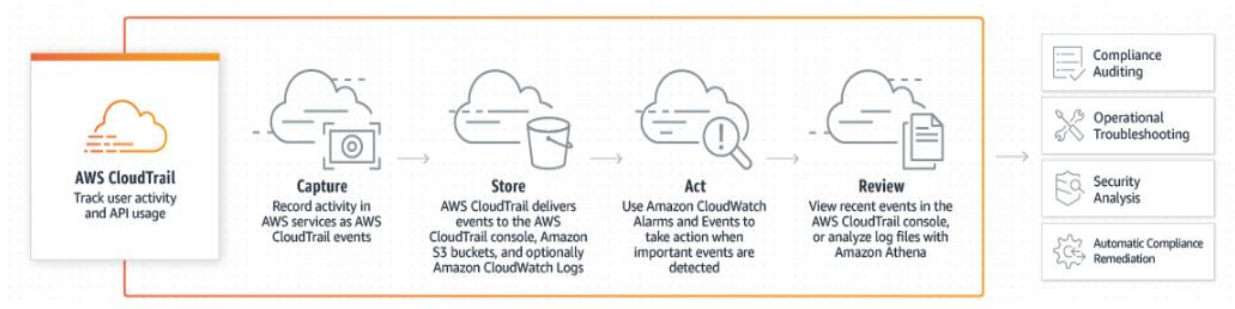 AWS CloudTrail
Track user activity
and API usage
Capture
Record activity in
AWS services as AWS
CloudTrail events
Store
AWS CloudTrail delivers
events to the AWS
CloudTrail console, Amazon
S3 buckets, and optionally
Amazon CloudWatch Logs
Act
Use Amazon CloudWatch
Alarms and Events to
take action when
important events are
detected
Review
View recent events in the
AWS CloudTrail console,
or analyze log files with
Amazon Athena
Compliance
Auditing
Operational
Troubleshooting
Security
Analysis
Automatic Compliance
Remediation